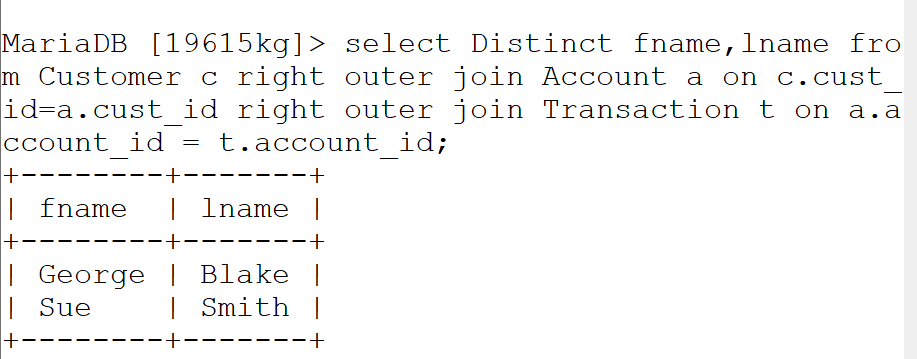 MariaDB [19615kg]> select Distinct fname,lname fro
m Customer c right outer join Account a on c.cust_
id=a.cust_id right outer join Transaction t on a.a
ccount_id = t.account_id;
+--------+-------+
| fname  | lname |
+--------+-------+
| George | Blake |
| Sue    | Smith |
+--------+-------+